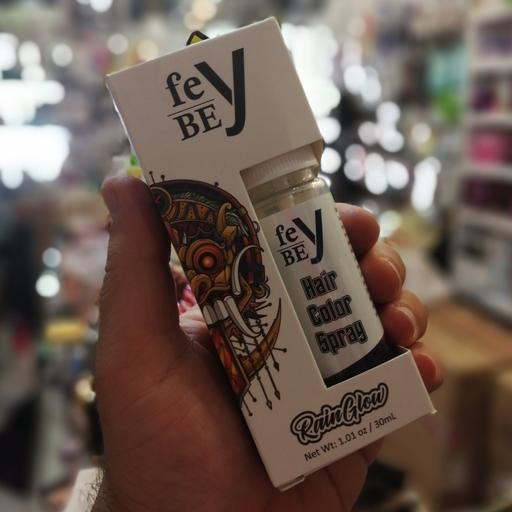 fe y
BE
fe y
BE
Hair
Color
Spray
RainGlow
Net Wt: 1.01 oz / 30mL